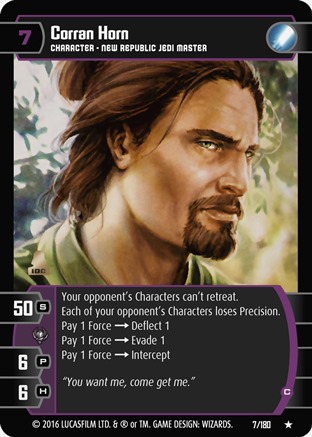 7
Corran Horn
CHARACTER - NEW REPUBLIC JEDI MASTER
IDC
50 S
6 P
6 H
Your opponent's Characters can't retreat.
Each of your opponent's Characters loses Precision.
Pay 1 Force → Deflect 1
Pay 1 Force → Evade 1
Pay 1 Force → Intercept
"You want me, come get me."
C
© 2016 LUCASFILM LTD. & ® or TM. GAME DESIGN: WIZARDS. 7/180 ★